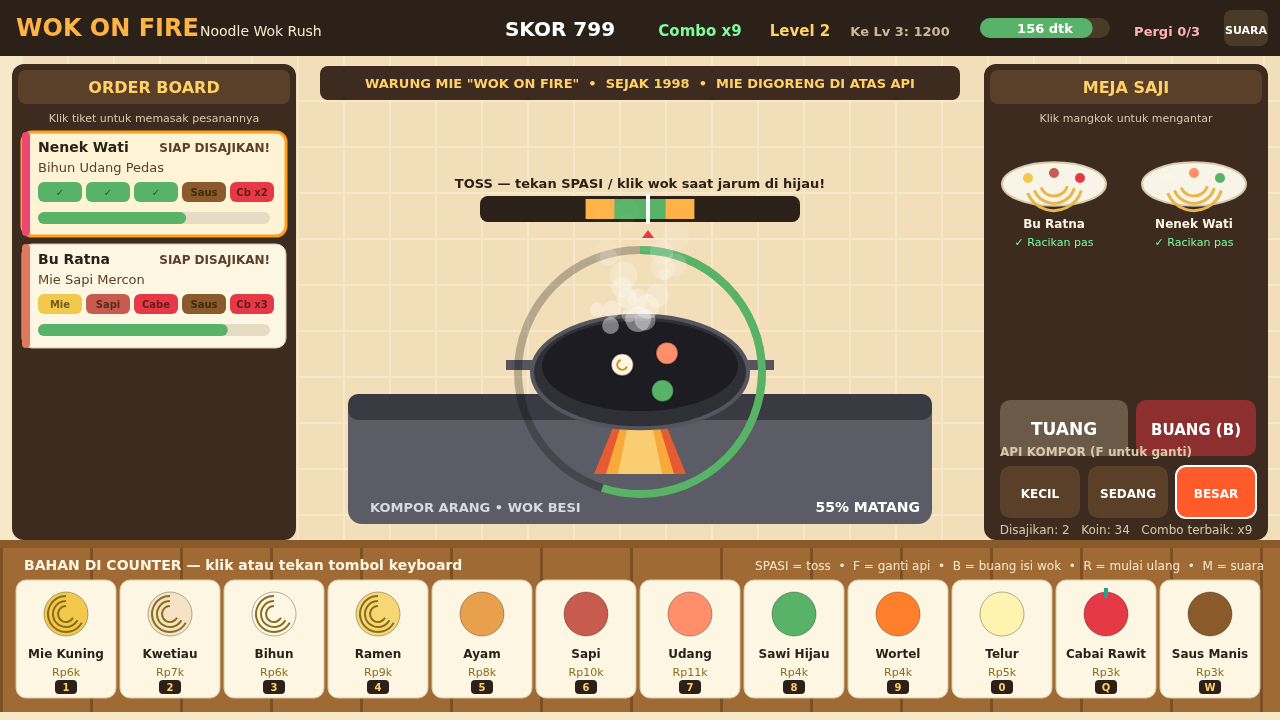 WOK ON FIRE Noodle Wok Rush
SKOR 799
Combo x9
Level 2
Ke Lv 3: 1200
156 dtk
Pergi 0/3
SUARA
ORDER BOARD
Klik tiket untuk memasak pesanannya
Nenek Wati SIAP DISAJIKAN!
Bihun Udang Pedas
✓ ✓ ✓ Saus Cb x2
Bu Ratna SIAP DISAJIKAN!
Mie Sapi Mercon
Mie Sapi Cabe Saus Cb x3
WARUNG MIE "WOK ON FIRE" • SEJAK 1998 • MIE DIGORENG DI ATAS API
TOSS — tekan SPASI / klik wok saat jarum di hijau!
KOMPOR ARANG • WOK BESI
55% MATANG
MEJA SAJI
Klik mangkok untuk mengantar
Bu Ratna
✓ Racikan pas
Nenek Wati
✓ Racikan pas
TUANG
BUANG (B)
API KOMPOR (F untuk ganti)
KECIL
SEDANG
BESAR
Disajikan: 2 Koin: 34 Combo terbaik: x9
BAHAN DI COUNTER — klik atau tekan tombol keyboard
SPASI = toss • F = ganti api • B = buang isi wok • R = mulai ulang • M = suara
Mie Kuning
Rp6k
1
Kwetiau
Rp7k
2
Bihun
Rp6k
3
Ramen
Rp9k
4
Ayam
Rp8k
5
Sapi
Rp10k
6
Udang
Rp11k
7
Sawi Hijau
Rp4k
8
Wortel
Rp4k
9
Telur
Rp5k
0
Cabai Rawit
Rp3k
Q
Saus Manis
Rp3k
W